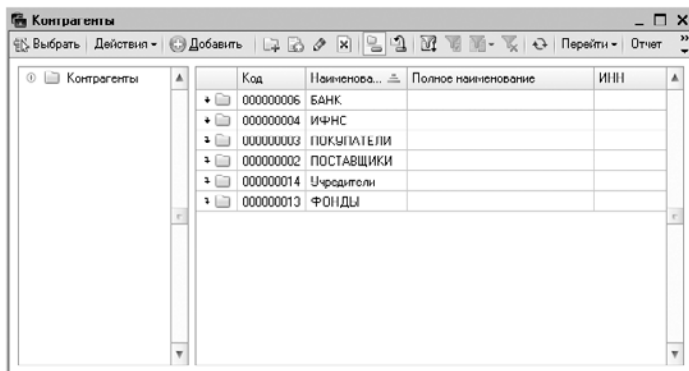 Контрагенты
Выбрать Действия Добавить Перейти Отчет
Контрагенты
Код Наименова... Полное наименование ИНН
000000006 БАНК
000000004 ИФНС
000000003 ПОКУПАТЕЛИ
000000002 ПОСТАВЩИКИ
000000014 Учредители
000000013 ФОНДЫ